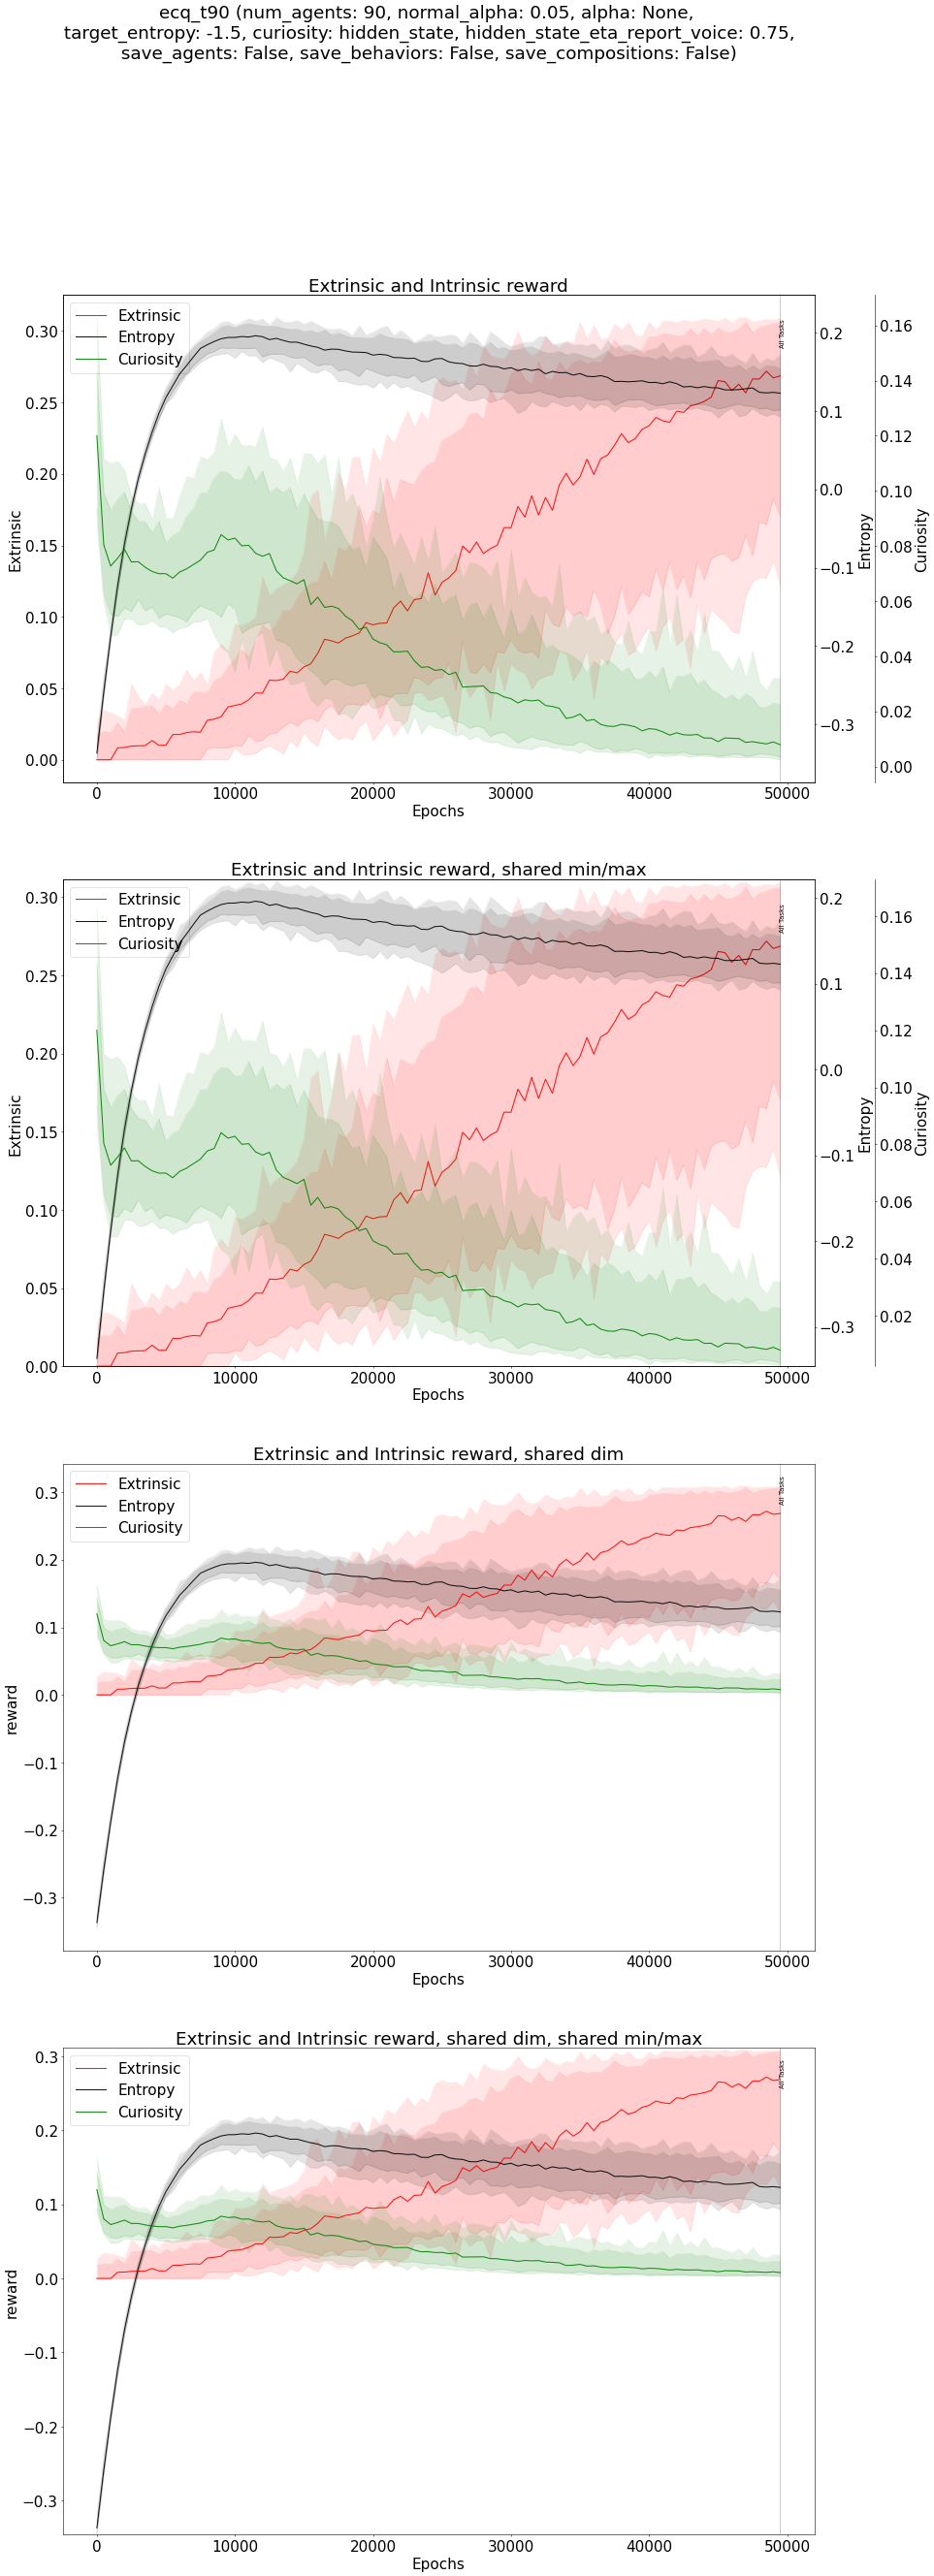 ecq_t90 (num_agents: 90, normal_alpha: 0.05, alpha: None,
target_entropy: -1.5, curiosity: hidden_state, hidden_state_eta_report_voice: 0.75,
save_agents: False, save_behaviors: False, save_compositions: False)
Extrinsic and Intrinsic reward
Extrinsic
Entropy
Curiosity
All Tasks
0.30
0.25
0.20
0.15
0.10
0.05
0.00
Extrinsic
0.2
0.1
0.0
−0.1
−0.2
−0.3
Entropy
0.16
0.14
0.12
0.10
0.08
0.06
0.04
0.02
0.00
Curiosity
0 10000 20000 30000 40000 50000
Epochs
Extrinsic and Intrinsic reward, shared min/max
Extrinsic
Entropy
Curiosity
All Tasks
0.30
0.25
0.20
0.15
0.10
0.05
0.00
Extrinsic
0.2
0.1
0.0
−0.1
−0.2
−0.3
Entropy
0.16
0.14
0.12
0.10
0.08
0.06
0.04
0.02
Curiosity
0 10000 20000 30000 40000 50000
Epochs
Extrinsic and Intrinsic reward, shared dim
Extrinsic
Entropy
Curiosity
All Tasks
0.3
0.2
0.1
0.0
−0.1
−0.2
−0.3
reward
0 10000 20000 30000 40000 50000
Epochs
Extrinsic and Intrinsic reward, shared dim, shared min/max
Extrinsic
Entropy
Curiosity
All Tasks
0.3
0.2
0.1
0.0
−0.1
−0.2
−0.3
reward
0 10000 20000 30000 40000 50000
Epochs